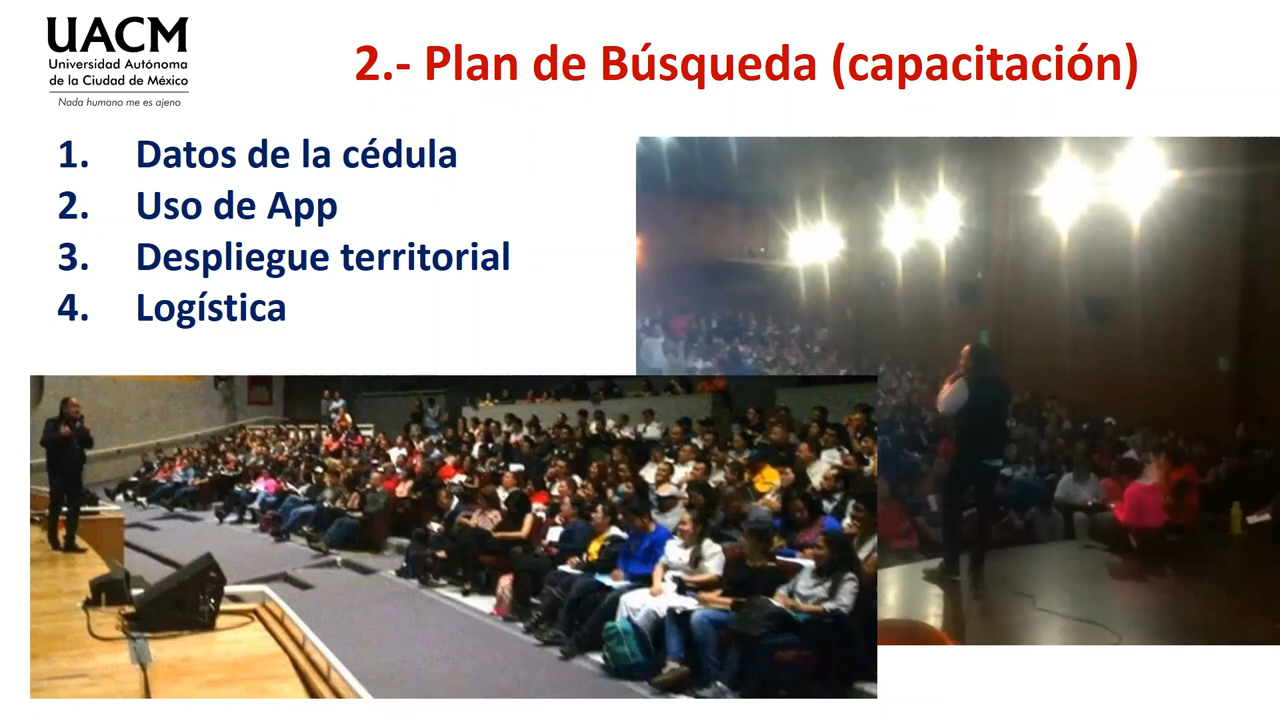 UACM
Universidad Autónoma
de la Ciudad de México
Nada humano me es ajeno
2.- Plan de Búsqueda (capacitación)
1. Datos de la cédula
2. Uso de App
3. Despliegue territorial
4. Logística